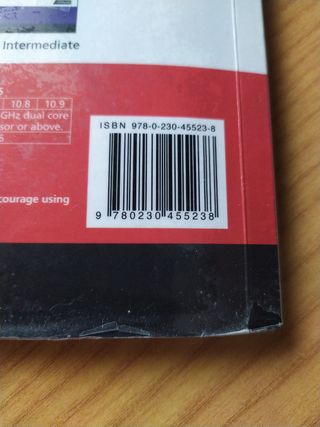 Intermediate
10.8 10.9
GHz dual core
sor or above.
ISBN 978-0-230-45523-8
courage using
9 780230 455238